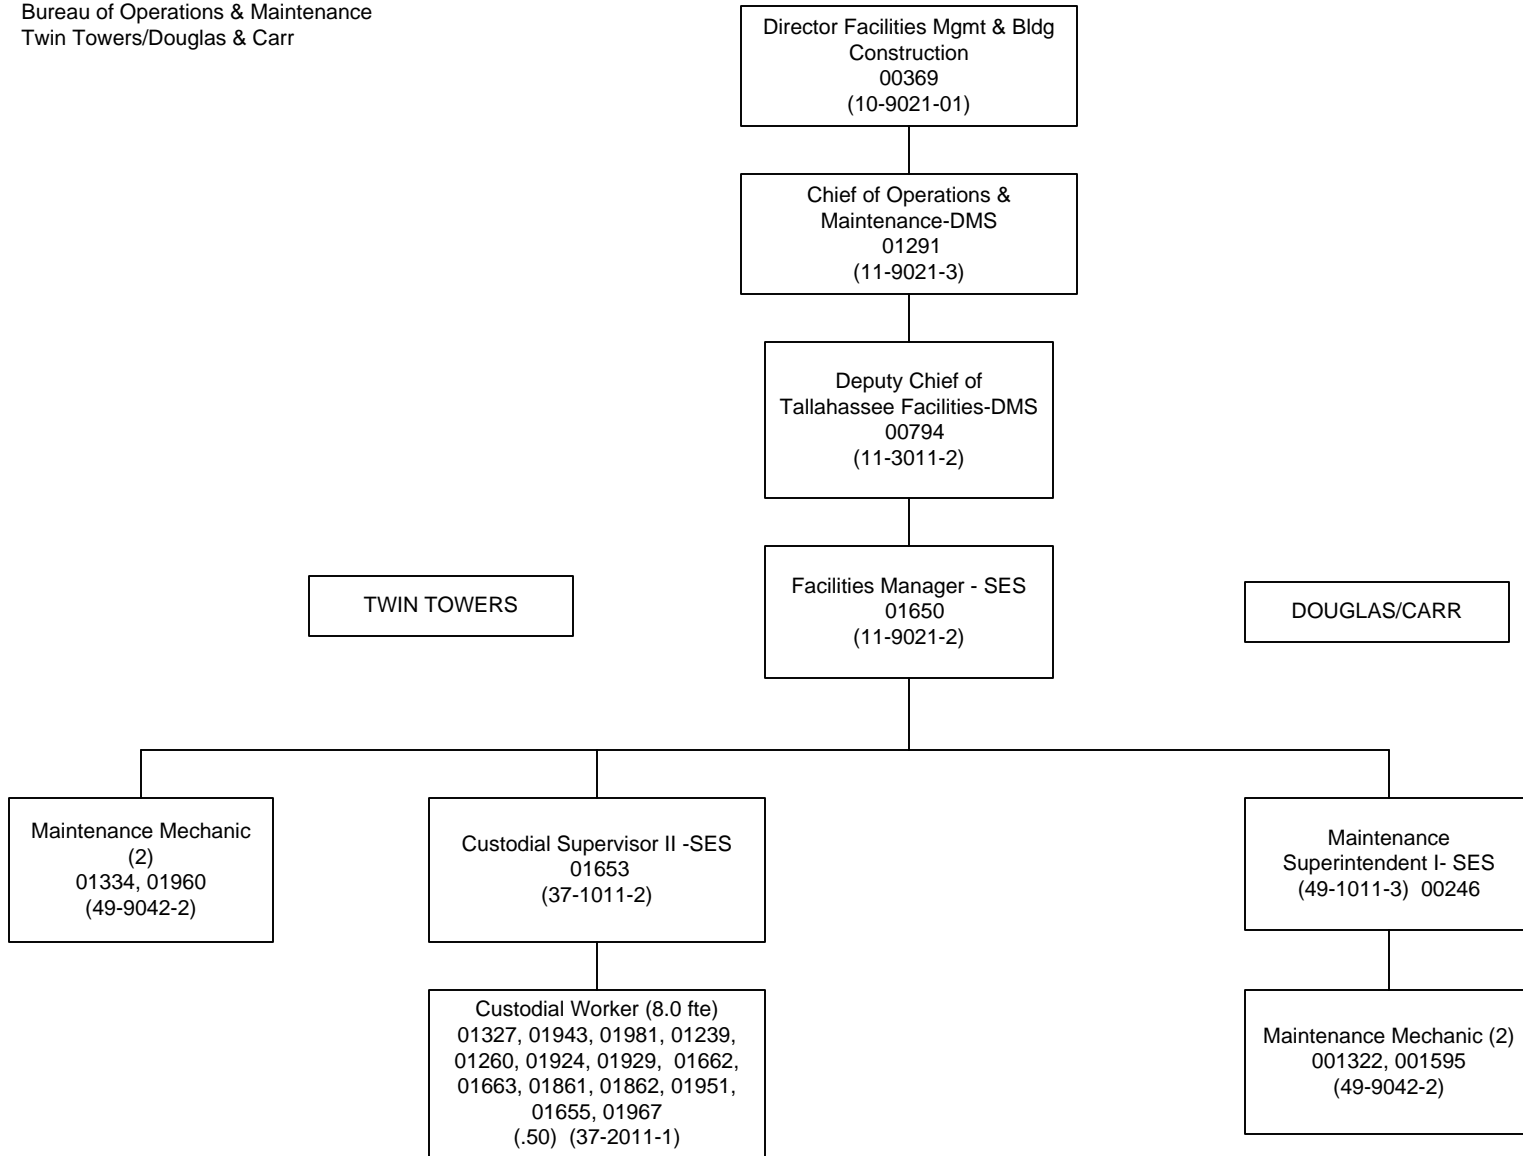 Bureau of Operations & Maintenance
Twin Towers/Douglas & Carr
Director Facilities Mgmt & Bldg
Construction
00369
(10-9021-01)
Chief of Operations &
Maintenance-DMS
01291
(11-9021-3)
Deputy Chief of
Tallahassee Facilities-DMS
00794
(11-3011-2)
TWIN TOWERS
Facilities Manager - SES
01650
(11-9021-2)
DOUGLAS/CARR
Maintenance Mechanic
(2)
01334, 01960
(49-9042-2)
Custodial Supervisor II -SES
01653
(37-1011-2)
Maintenance
Superintendent I- SES
(49-1011-3)  00246
Custodial Worker (8.0 fte)
01327, 01943, 01981, 01239,
01260, 01924, 01929,  01662,
01663, 01861, 01862, 01951,
01655, 01967
(.50)  (37-2011-1)
Maintenance Mechanic (2)
001322, 001595
(49-9042-2)